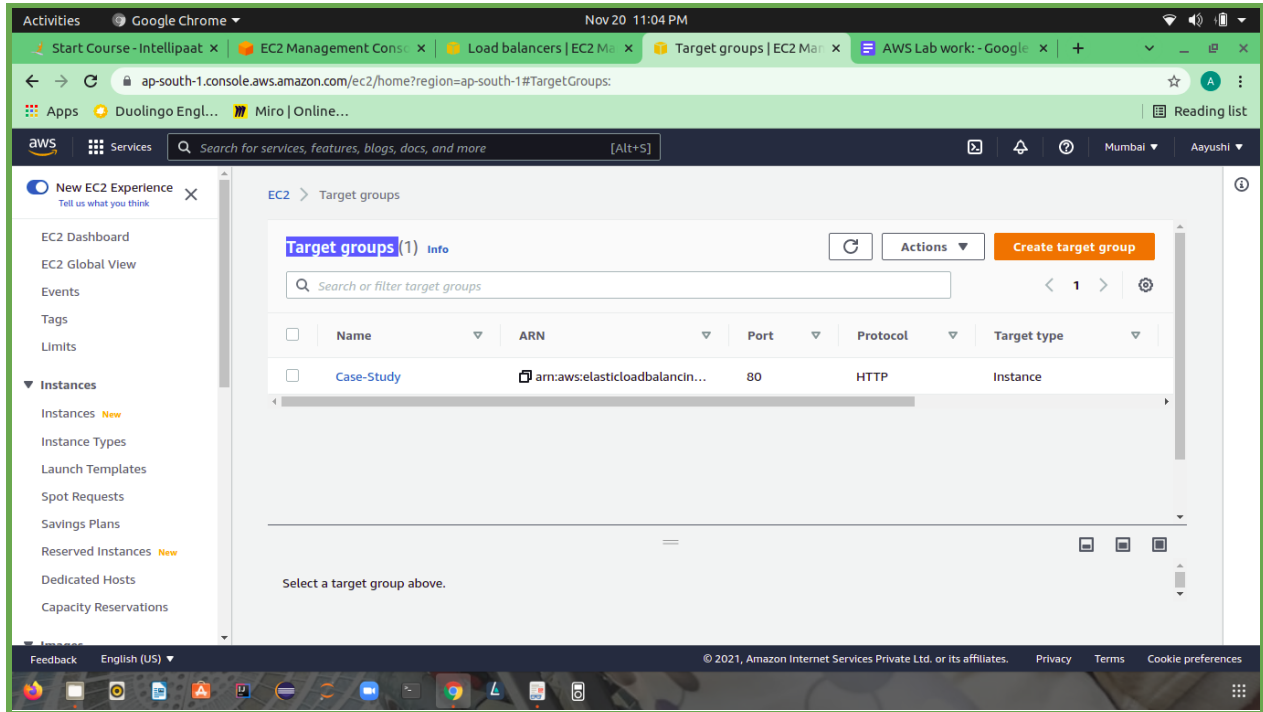 Activities Google Chrome ▾ Nov 20 11:04 PM
Start Course - Intellipaat × EC2 Management Conso × Load balancers | EC2 Ma × Target groups | EC2 Man × AWS Lab work: - Google × +
ap-south-1.console.aws.amazon.com/ec2/home?region=ap-south-1#TargetGroups: A
Apps Duolingo Engl... Miro | Online... Reading list
aws Services Search for services, features, blogs, docs, and more [Alt+S] Mumbai ▼ Aayushi ▼
New EC2 Experience
Tell us what you think
EC2 Dashboard
EC2 Global View
Events
Tags
Limits
Instances
Instances New
Instance Types
Launch Templates
Spot Requests
Savings Plans
Reserved Instances New
Dedicated Hosts
Capacity Reservations
Images
EC2 > Target groups
Target groups (1) Info
Actions ▼ Create target group
Search or filter target groups
< 1 >
Name ARN Port Protocol Target type
Case-Study arn:aws:elasticloadbalancin... 80 HTTP Instance
Select a target group above.
Feedback English (US) ▼ © 2021, Amazon Internet Services Private Ltd. or its affiliates. Privacy Terms Cookie preferences